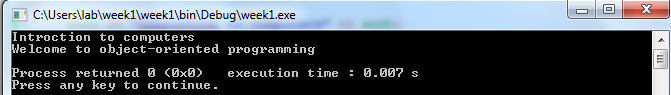 C:\Users\lab\week1\week1\bin\Debug\week1.exe
Introction to computers
Welcome to object-oriented programming
Process returned 0 (0x0)   execution time : 0.007 s
Press any key to continue.